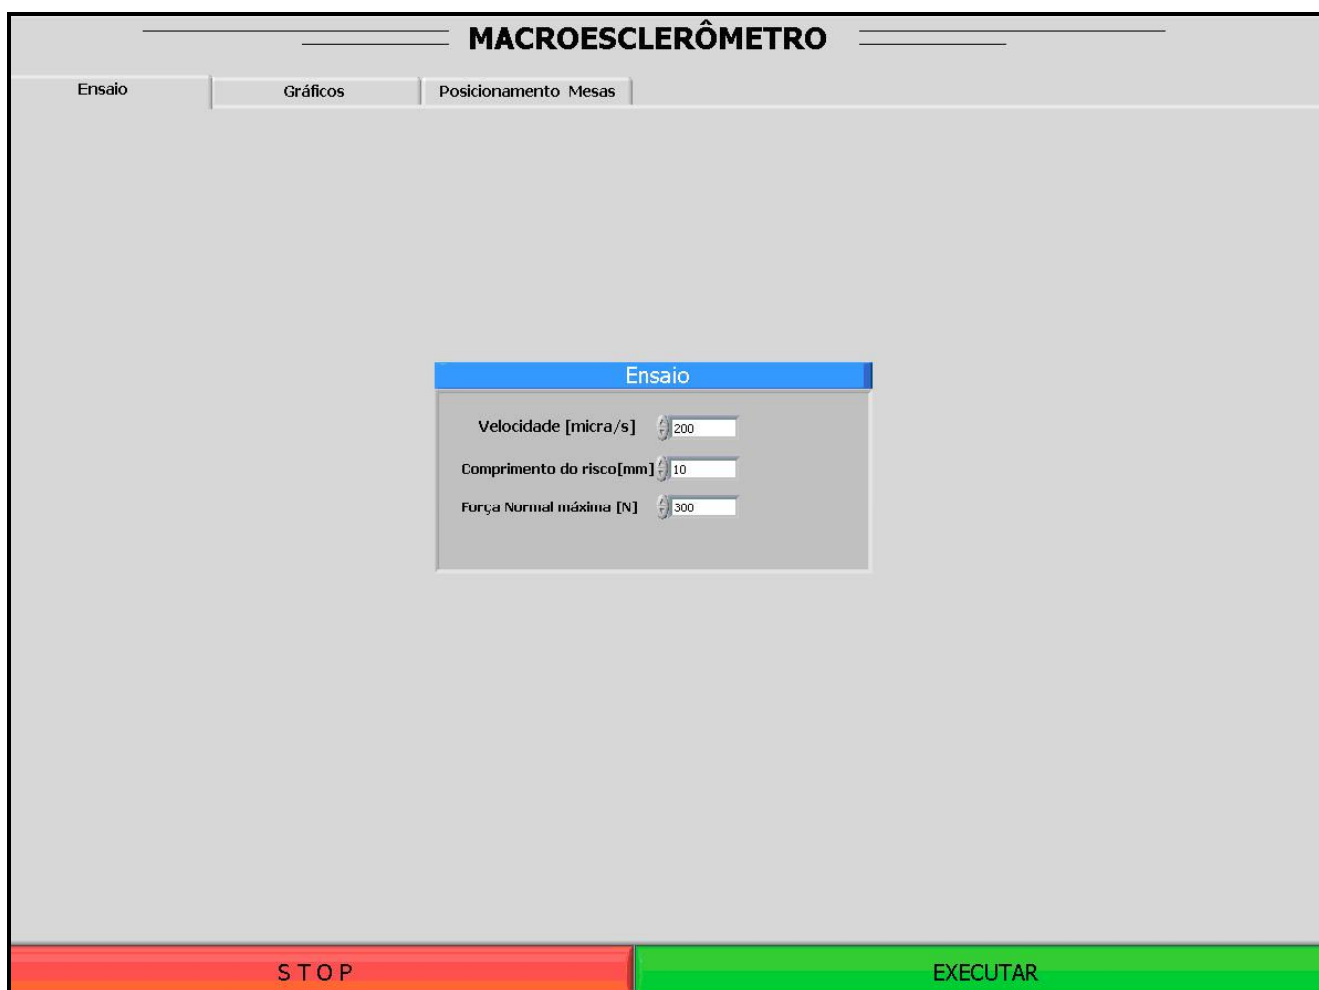 MACROESCLERÔMETRO
Ensaio Gráficos Posicionamento Mesas
Ensaio
Velocidade [micra/s] 200
Comprimento do risco[mm] 10
Força Normal máxima [N] 300
STOP EXECUTAR